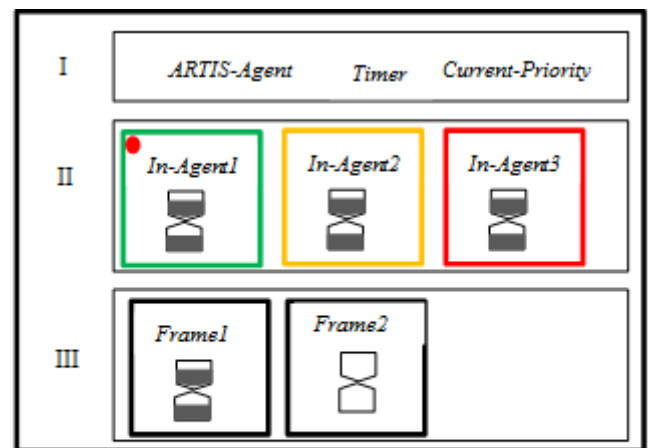 I
ARTIS-Agent Timer Current-Priority
II
In-Agent1 In-Agent2 In-Agent3
III
Frame1 Frame2